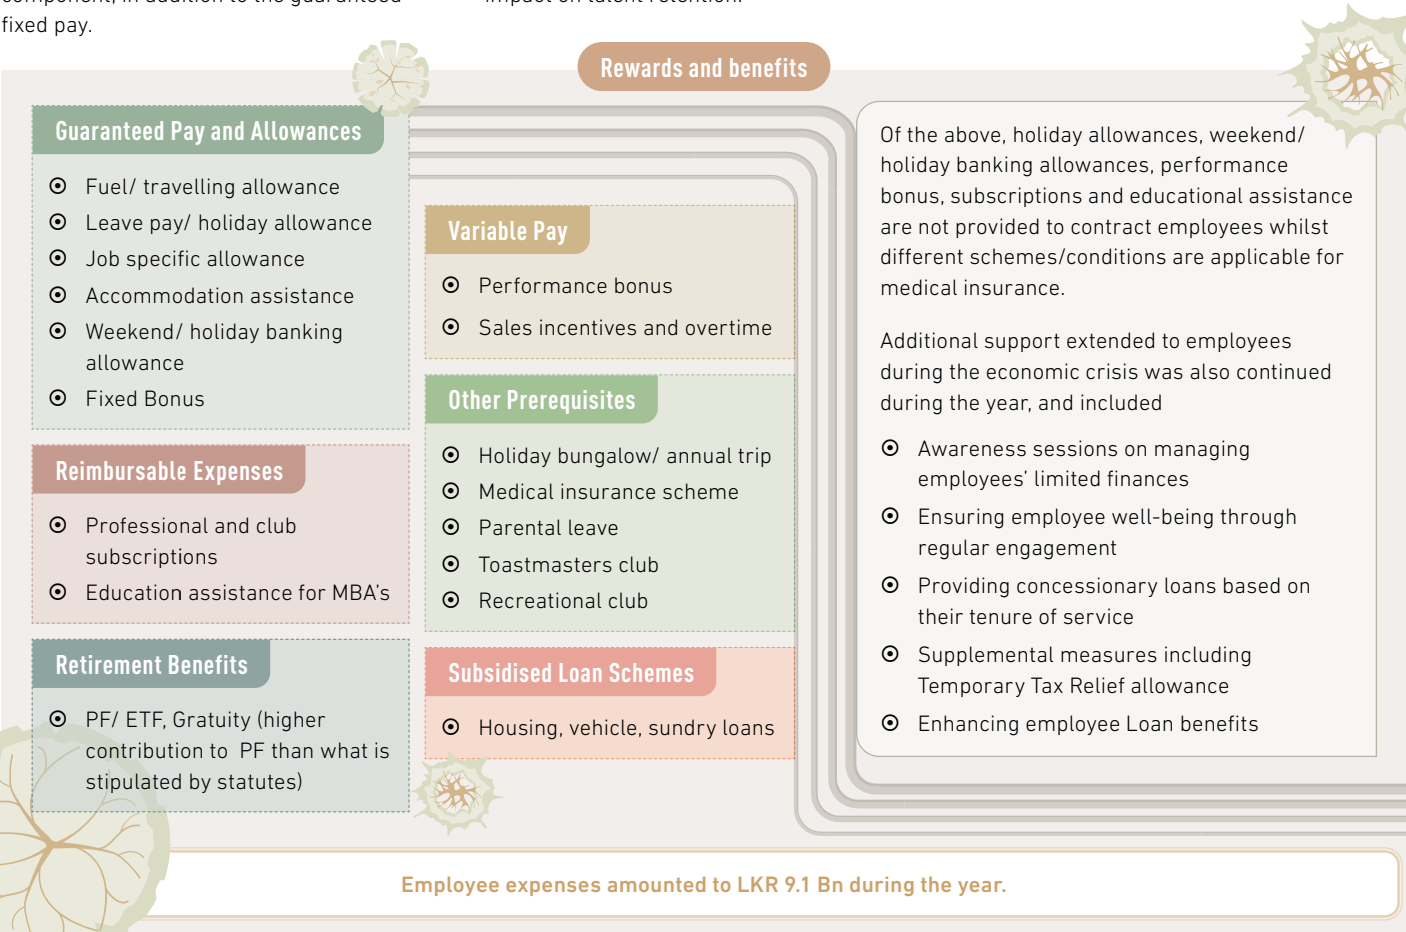 fixed pay.
Rewards and benefits
Guaranteed Pay and Allowances
Fuel/ travelling allowance
Leave pay/ holiday allowance
Job specific allowance
Accommodation assistance
Weekend/ holiday banking
allowance
Fixed Bonus
Reimbursable Expenses
Professional and club
subscriptions
Education assistance for MBA's
Retirement Benefits
PF/ ETF, Gratuity (higher
contribution to PF than what is
stipulated by statutes)
Variable Pay
Performance bonus
Sales incentives and overtime
Other Prerequisites
Holiday bungalow/ annual trip
Medical insurance scheme
Parental leave
Toastmasters club
Recreational club
Subsidised Loan Schemes
Housing, vehicle, sundry loans
Of the above, holiday allowances, weekend/
holiday banking allowances, performance
bonus, subscriptions and educational assistance
are not provided to contract employees whilst
different schemes/conditions are applicable for
medical insurance.
Additional support extended to employees
during the economic crisis was also continued
during the year, and included
Awareness sessions on managing
employees' limited finances
Ensuring employee well-being through
regular engagement
Providing concessionary loans based on
their tenure of service
Supplemental measures including
Temporary Tax Relief allowance
Enhancing employee Loan benefits
Employee expenses amounted to LKR 9.1 Bn during the year.